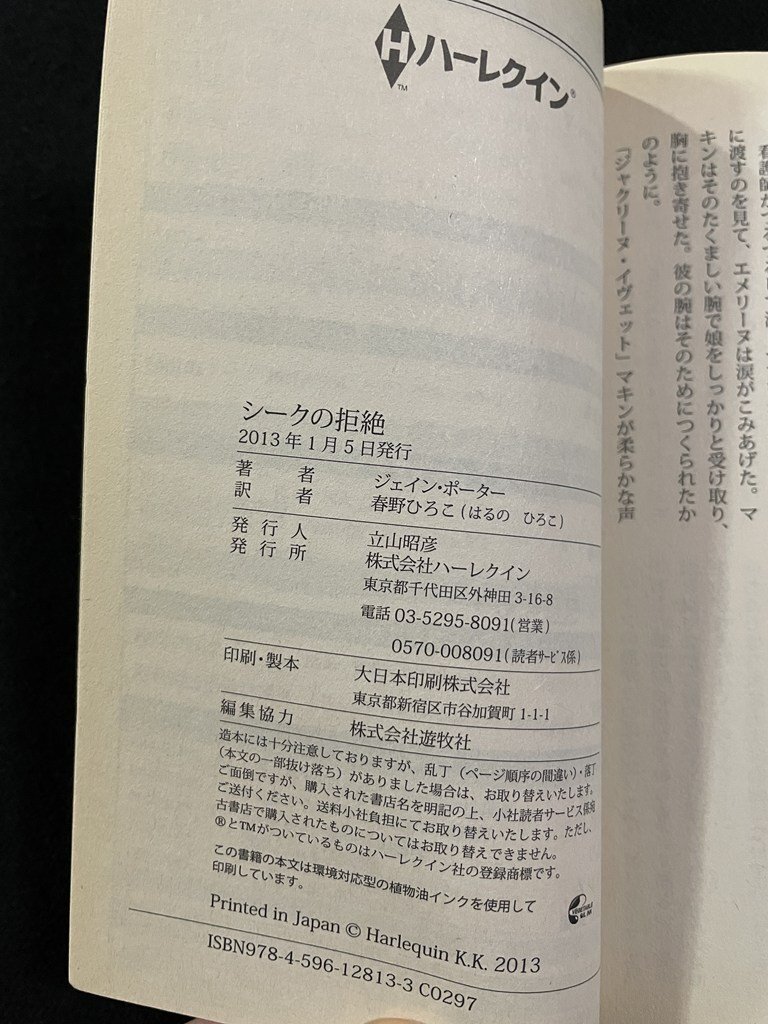 H ハーレクイン®
TM
シークの拒絶
2013年1月5日発行
著者 ジェイン・ポーター
訳者 春野ひろこ(はるの ひろこ)
発行人 立山昭彦
発行所 株式会社ハーレクイン
東京都千代田区外神田 3-16-8
電話 03-5295-8091(営業)
0570-008091(読者ｻｰﾋﾞｽ係)
印刷・製本 大日本印刷株式会社
東京都新宿区市谷加賀町 1-1-1
編集協力 株式会社遊牧社
造本には十分注意しておりますが、乱丁(ページ順序の間違い)・落丁
(本文の一部抜け落ち)がありました場合は、お取り替えいたします。
ご面倒ですが、購入された書店名を明記の上、小社読者サービス係宛
ご送付ください。送料小社負担にてお取り替えいたします。ただし、
古書店で購入されたものについてはお取り替えできません。
®とTMがついているものはハーレクイン社の登録商標です。
この書籍の本文は環境対応型の植物油インクを使用して
印刷しています。
Printed in Japan © Harlequin K.K. 2013
ISBN978-4-596-12813-3 C0297
に渡すのを見て、エメリーヌは涙がこみあげた。マ
キンはそのたくましい腕で娘をしっかりと受け取り、
胸に抱き寄せた。彼の腕はそのためにつくられたか
のように。
「ジャクリーヌ・イヴェット」マキンが柔らかな声